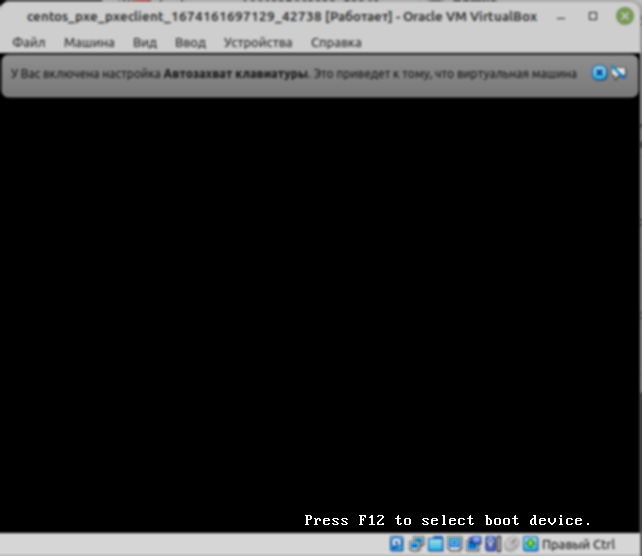 centos_pxe_pxeclient_1674161697129_42738 [Работает] - Oracle VM VirtualBox
Файл Машина Вид Ввод Устройства Справка
У Вас включена настройка Автозахват клавиатуры. Это приведет к тому, что виртуальная машина
Press F12 to select boot device.
Правый Ctrl